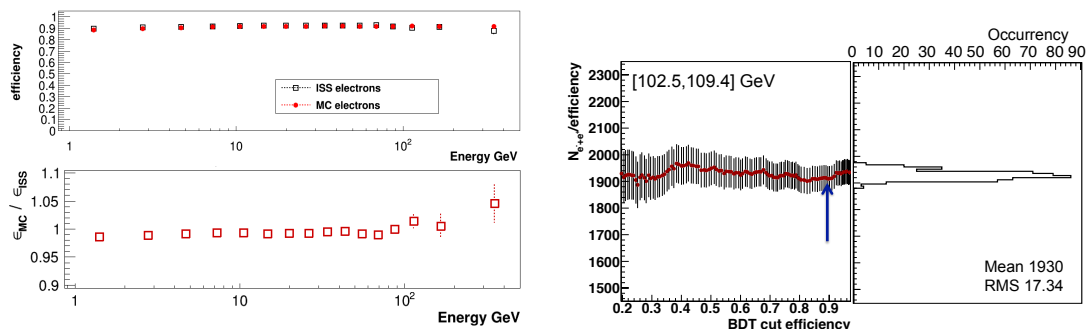 1
0.9
0.8
0.7
0.6
0.5
0.4
0.3
0.2
0.1
0
efficiency
ISS electrons
MC electrons
1
10
10²
Energy GeV
1.1
1.05
1
0.95
0.9
ϵMC / ϵISS
1
10
10²
Energy GeV
Occurrency
0 10 20 30 40 50 60 70 80 90
2300
2200
2100
2000
1900
1800
1700
1600
1500
Ne⁻+e⁺/efficiency
[102.5,109.4] GeV
0.2 0.3 0.4 0.5 0.6 0.7 0.8 0.9
BDT cut efficiency
Mean 1930
RMS 17.34